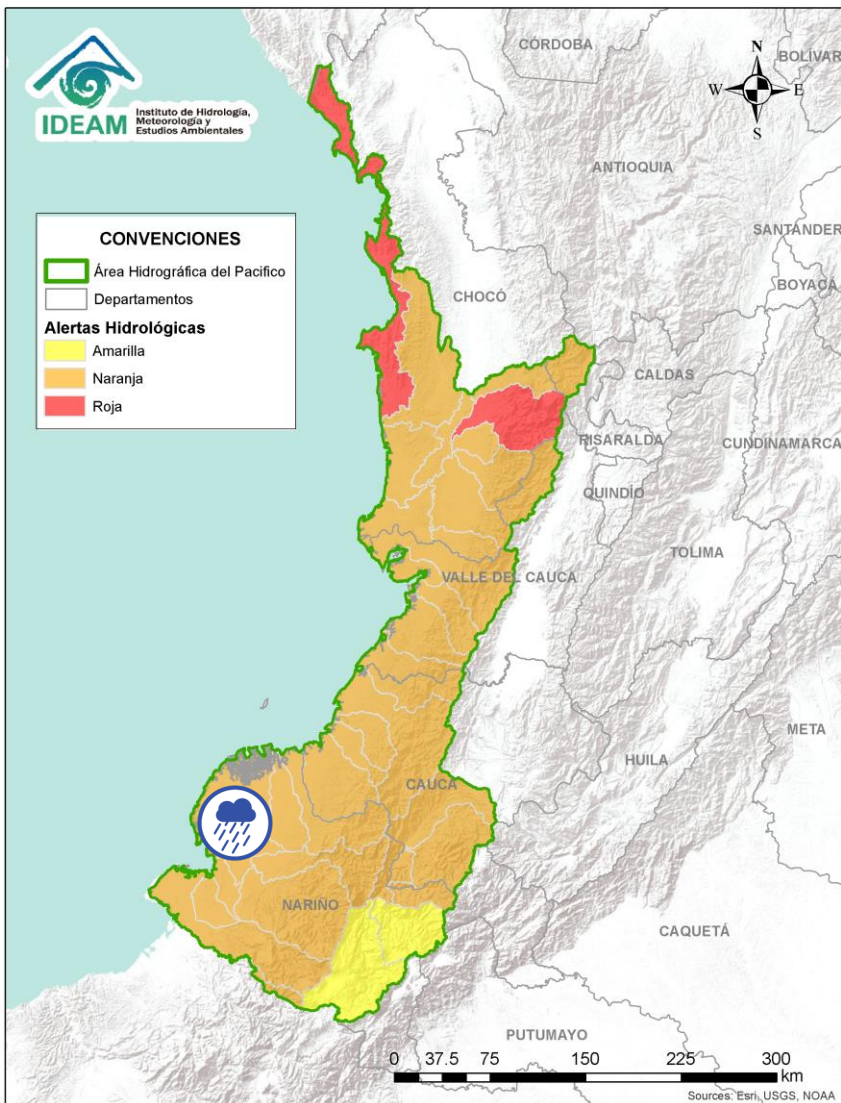 IDEAM
Instituto de Hidrología,
Meteorología y
Estudios Ambientales
CÓRDOBA
BOLÍVAR
N
W
E
S
ANTIOQUIA
SANTANDER
BOYACÁ
CONVENCIONES
Área Hidrográfica del Pacifico
Departamentos
Alertas Hidrológicas
Amarilla
Naranja
Roja
CHOCÓ
CALDAS
RISARALDA
CUNDINAMARCA
QUINDÍO
TOLIMA
VALLE DEL CAUCA
META
HUILA
CAUCA
NARIÑO
CAQUETÁ
PUTUMAYO
0 37.5 75 150 225 300
km
Sources: Esri, USGS, NOAA